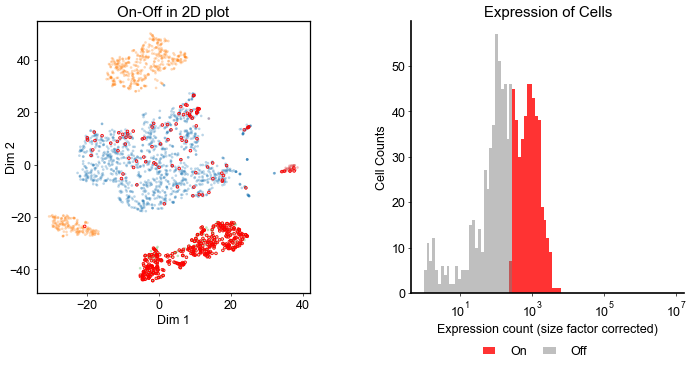 On-Off in 2D plot
40
20
0
−20
−40
Dim 2
−20
0
20
40
Dim 1
Expression of Cells
50
40
30
20
10
0
Cell Counts
10^1
10^3
10^5
10^7
Expression count (size factor corrected)
On
Off